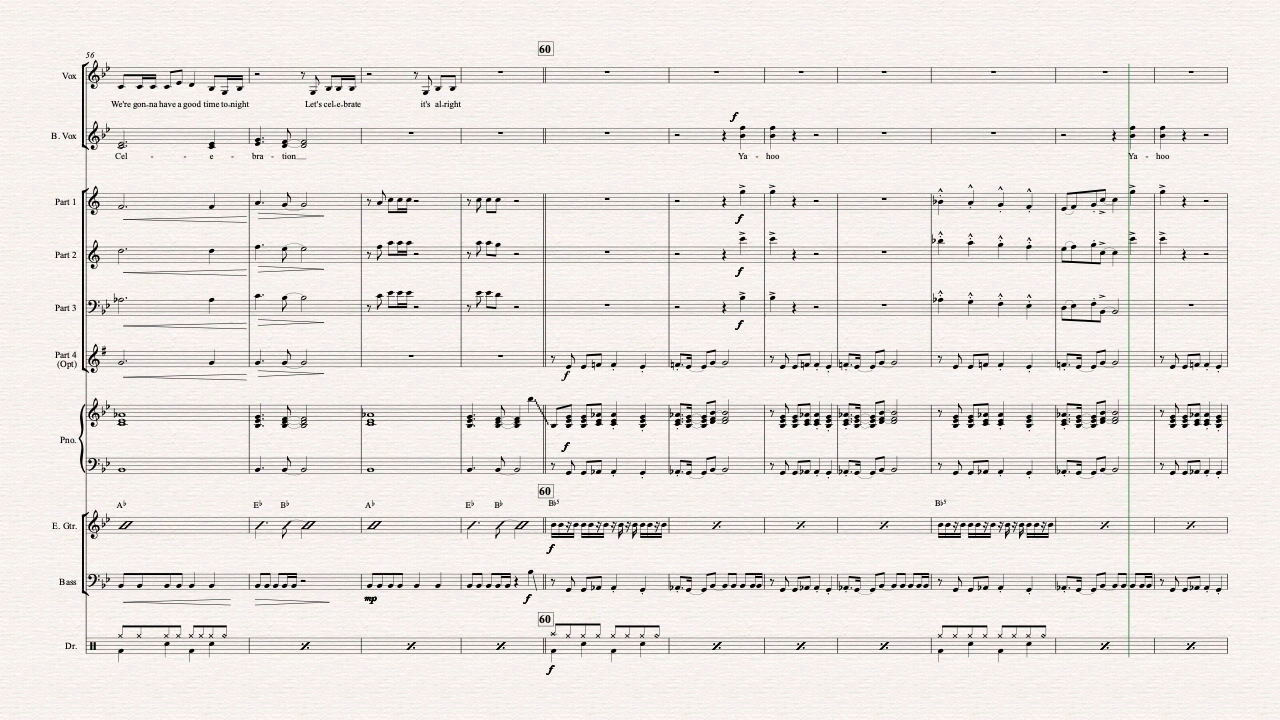 60
56
Vox
We're gon-na have a good time to-night Let's cel-e-brate it's al-right
f
B. Vox
Cel - - e - bra - tion Ya - hoo Ya - hoo
Part 1
f
Part 2
f
Part 3
f
Part 4
(Opt)
f
Pno.
f
60
A♭ E♭ B♭ A♭ E♭ B♭ B♭5 B♭5
E. Gtr.
f
Bass
mp f
60
Dr.
f